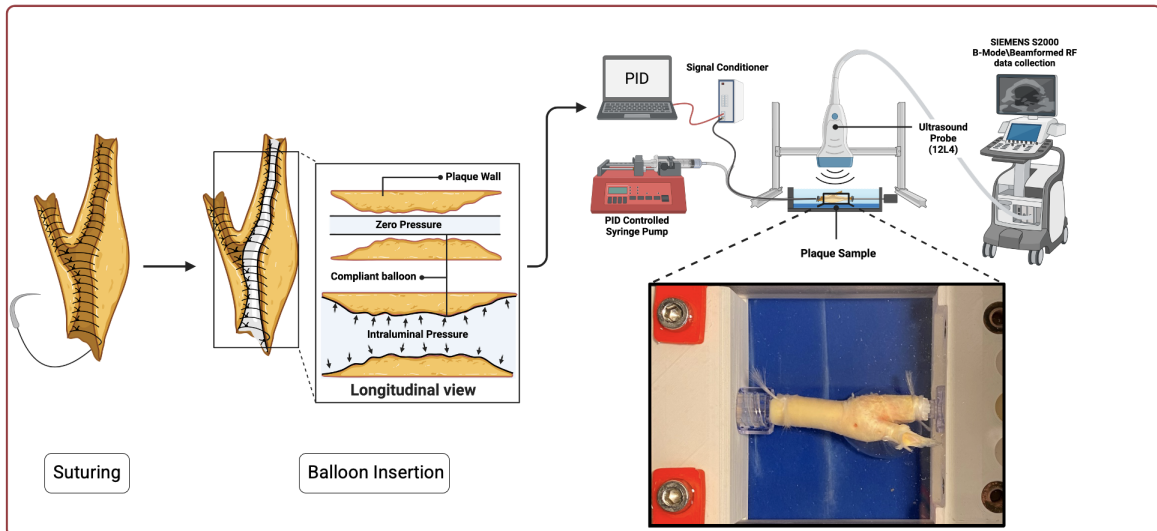 Suturing
Balloon Insertion
Plaque Wall
Zero Pressure
Compliant balloon
Intraluminal Pressure
Longitudinal view
PID
Signal Conditioner
PID Controlled
Syringe Pump
Ultrasound
Probe
(12L4)
SIEMENS S2000
B-Mode\Beamformed RF
data collection
Plaque Sample